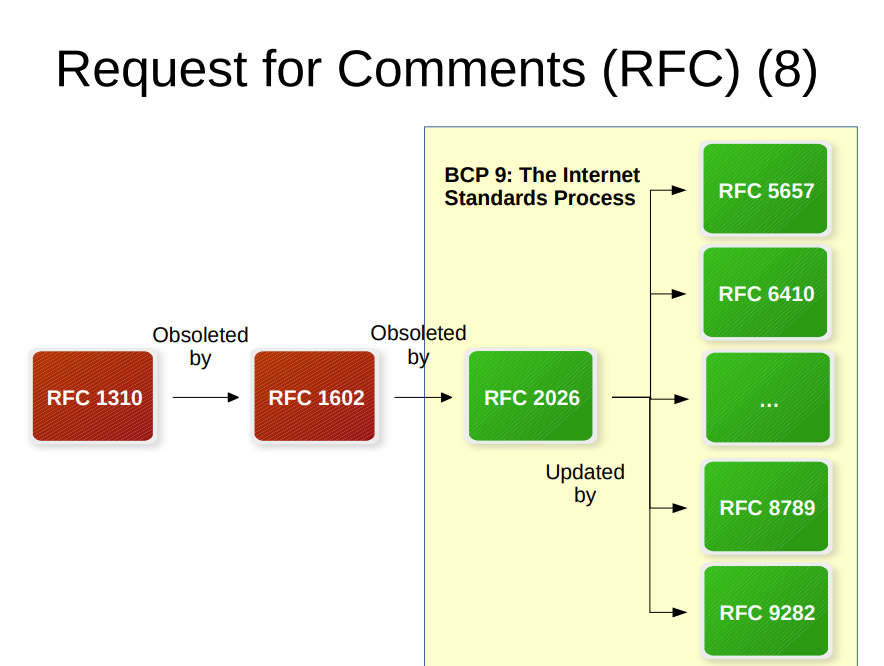 Request for Comments (RFC) (8)
BCP 9: The Internet
Standards Process
RFC 5657
RFC 6410
Obsoleted
by
Obsoleted
by
RFC 1310
RFC 1602
RFC 2026
...
Updated
by
RFC 8789
RFC 9282